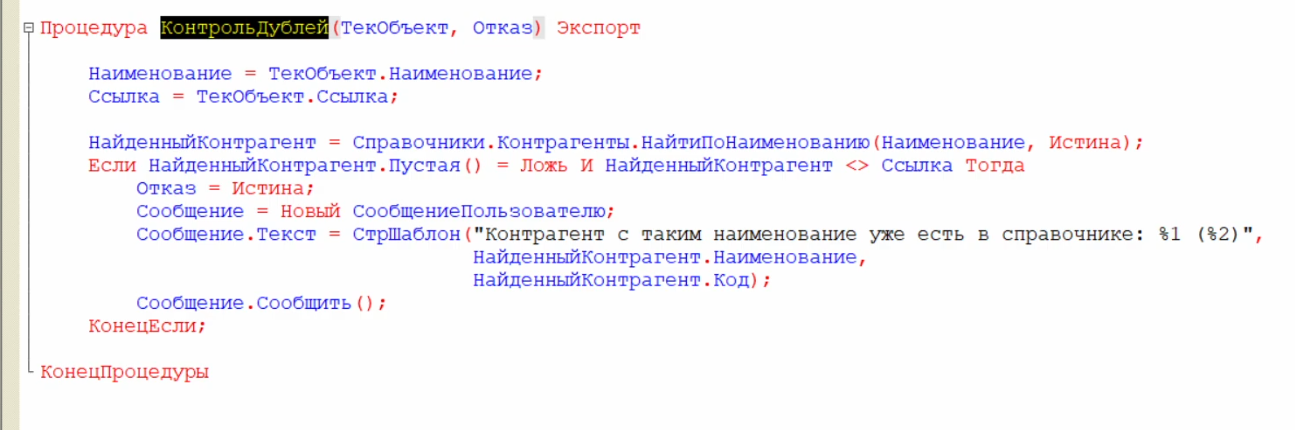 Процедура КонтрольДублей(ТекОбъект, Отказ) Экспорт
Наименование = ТекОбъект.Наименование;
Ссылка = ТекОбъект.Ссылка;
НайденныйКонтрагент = Справочники.Контрагенты.НайтиПоНаименованию(Наименование, Истина);
Если НайденныйКонтрагент.Пустая() = Ложь И НайденныйКонтрагент <> Ссылка Тогда
Отказ = Истина;
Сообщение = Новый СообщениеПользователю;
Сообщение.Текст = СтрШаблон("Контрагент с таким наименование уже есть в справочнике: %1 (%2)",
НайденныйКонтрагент.Наименование,
НайденныйКонтрагент.Код);
Сообщение.Сообщить();
КонецЕсли;
КонецПроцедуры